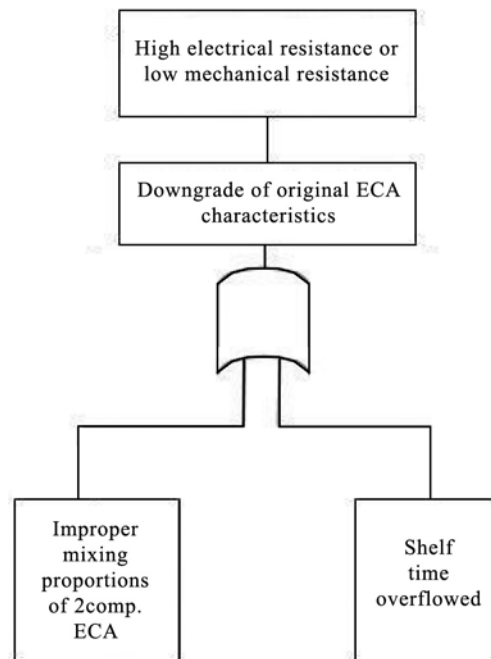 High electrical resistance or
low mechanical resistance
Downgrade of original ECA
characteristics
Improper
mixing
proportions
of 2comp.
ECA
Shelf
time
overflowed